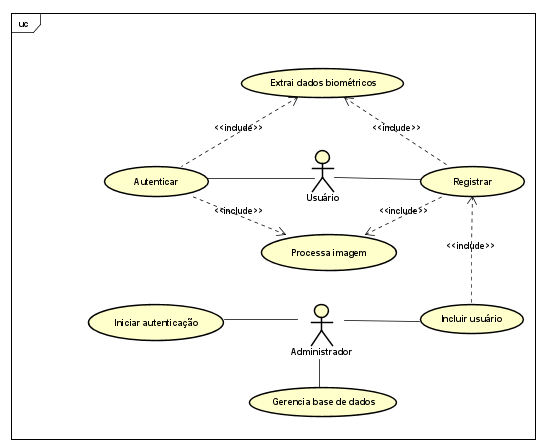 uc
Extrai dados biométricos
<<include>>
<<include>>
Autenticar
Registrar
Usuário
<<include>>
<<include>>
Processa imagem
<<include>>
Iniciar autenticação
Incluir usuário
Administrador
Gerencia base de dados